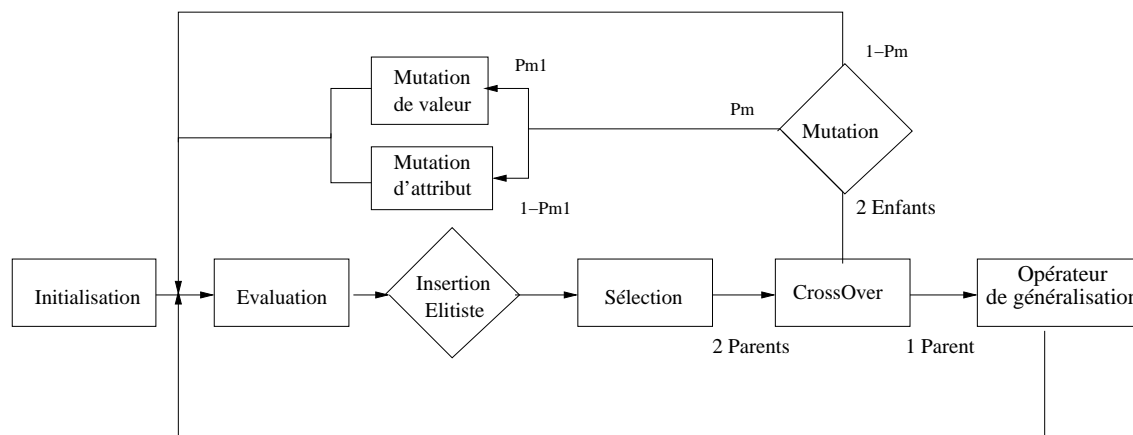 1–Pm
Pm1
Mutation
de valeur
Pm
Mutation
Mutation
d'attribut
1–Pm1
2 Enfants
Initialisation
Evaluation
Insertion
Elitiste
Sélection
CrossOver
Opérateur
de généralisation
2 Parents
1 Parent